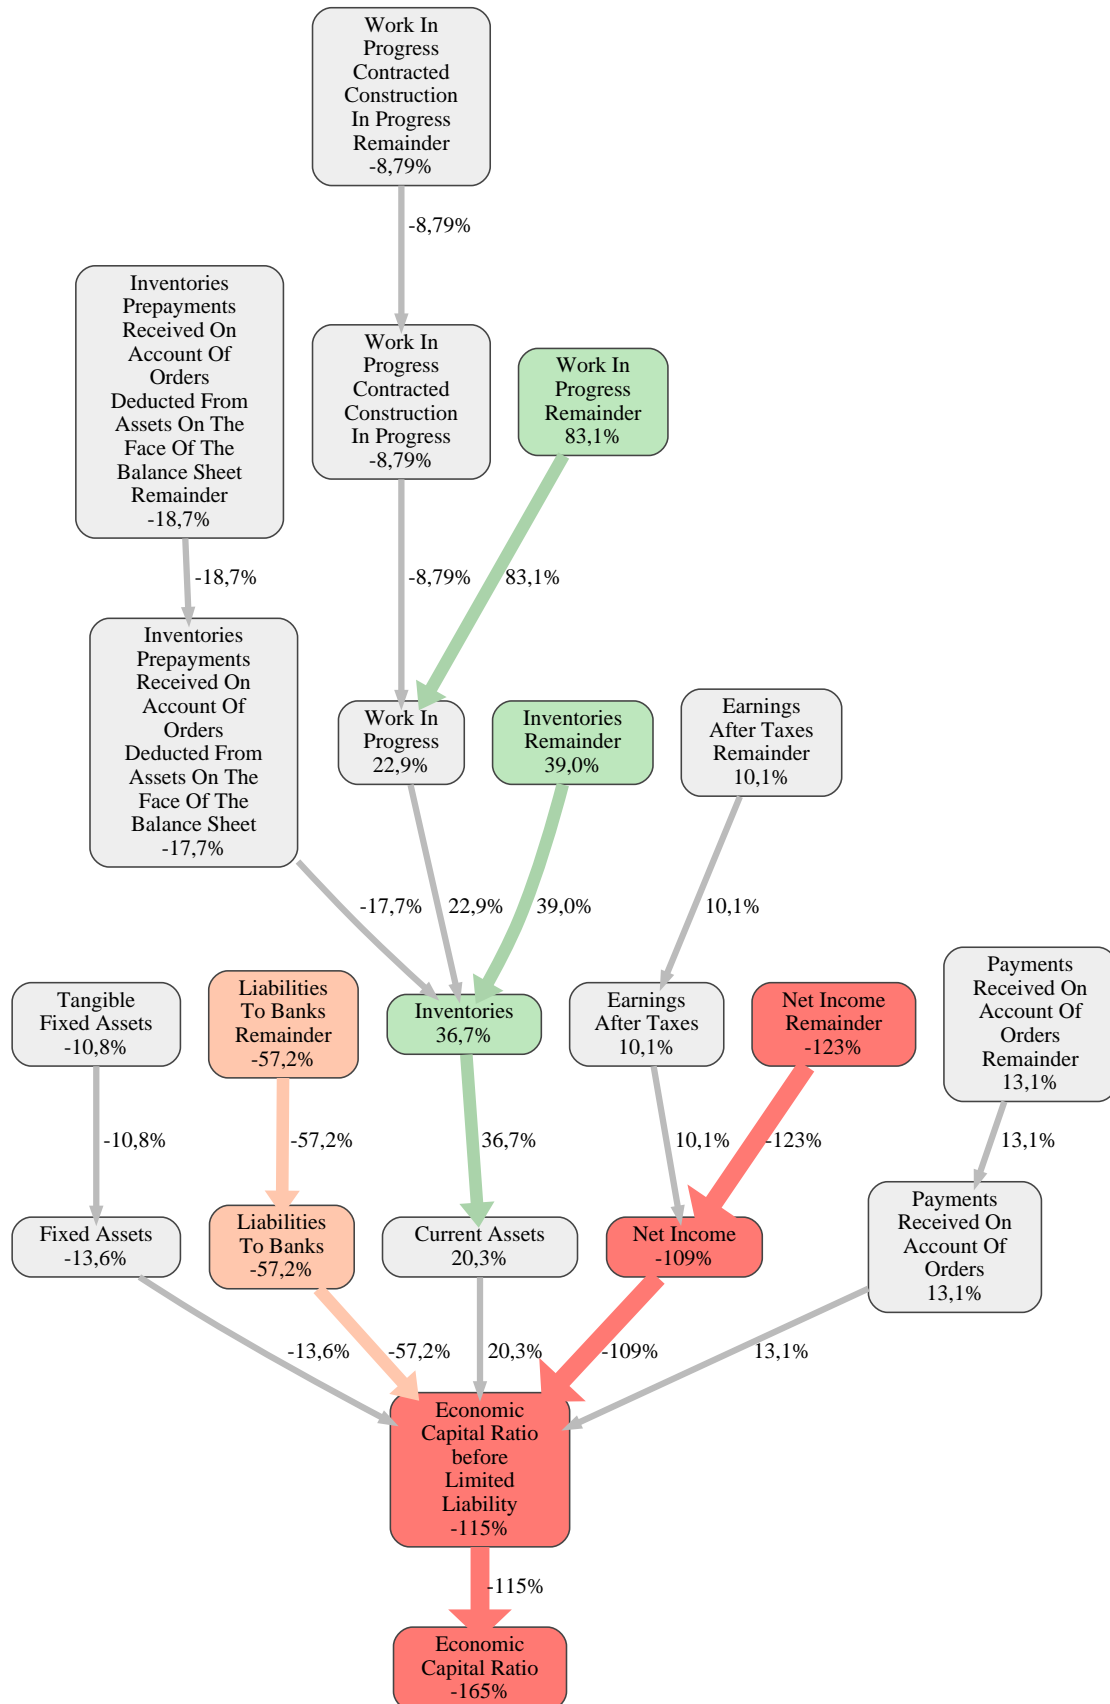 Work In
Progress
Contracted
Construction
In Progress
Remainder
-8,79%
-8,79%
Inventories
Prepayments
Received On
Account Of
Orders
Deducted From
Assets On The
Face Of The
Balance Sheet
Remainder
-18,7%
Work In
Progress
Contracted
Construction
In Progress
-8,79%
Work In
Progress
Remainder
83,1%
-18,7%
-8,79%
83,1%
Inventories
Prepayments
Received On
Account Of
Orders
Deducted From
Assets On The
Face Of The
Balance Sheet
-17,7%
Work In
Progress
22,9%
Inventories
Remainder
39,0%
Earnings
After Taxes
Remainder
10,1%
-17,7%
22,9%
39,0%
10,1%
Tangible
Fixed Assets
-10,8%
Liabilities
To Banks
Remainder
-57,2%
Inventories
36,7%
Earnings
After Taxes
10,1%
Net Income
Remainder
-123%
Payments
Received On
Account Of
Orders
Remainder
13,1%
-10,8%
-57,2%
36,7%
10,1%
-123%
13,1%
Fixed Assets
-13,6%
Liabilities
To Banks
-57,2%
Current Assets
20,3%
Net Income
-109%
Payments
Received On
Account Of
Orders
13,1%
-13,6%
-57,2%
20,3%
-109%
13,1%
Economic
Capital Ratio
before
Limited
Liability
-115%
-115%
Economic
Capital Ratio
-165%